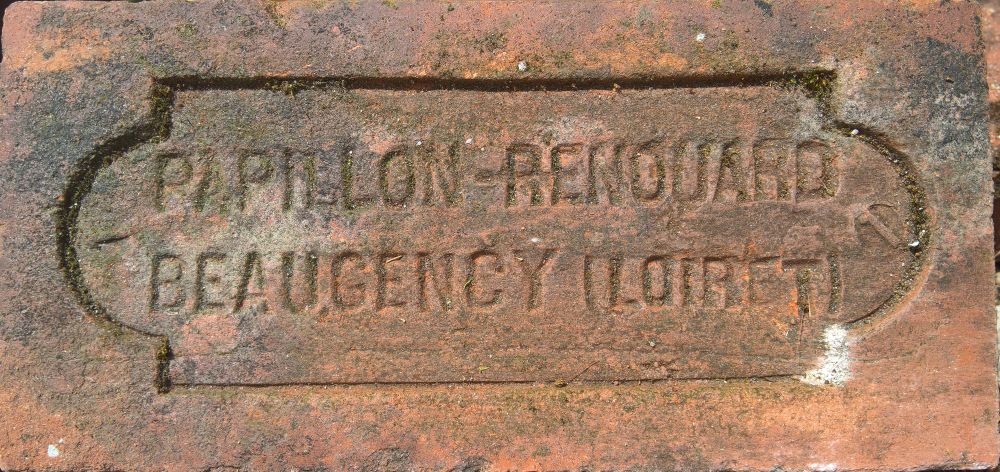 PAPILLON-RENOUARD
BEAUGENCY (LOIRET)